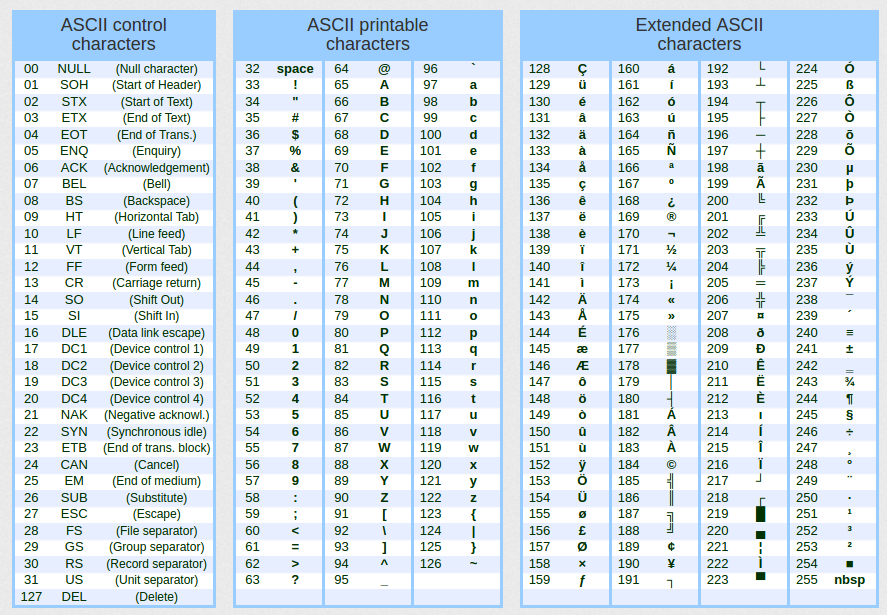 ASCII control
characters
00 NULL (Null character)
01 SOH (Start of Header)
02 STX (Start of Text)
03 ETX (End of Text)
04 EOT (End of Trans.)
05 ENQ (Enquiry)
06 ACK (Acknowledgement)
07 BEL (Bell)
08 BS (Backspace)
09 HT (Horizontal Tab)
10 LF (Line feed)
11 VT (Vertical Tab)
12 FF (Form feed)
13 CR (Carriage return)
14 SO (Shift Out)
15 SI (Shift In)
16 DLE (Data link escape)
17 DC1 (Device control 1)
18 DC2 (Device control 2)
19 DC3 (Device control 3)
20 DC4 (Device control 4)
21 NAK (Negative acknowl.)
22 SYN (Synchronous idle)
23 ETB (End of trans. block)
24 CAN (Cancel)
25 EM (End of medium)
26 SUB (Substitute)
27 ESC (Escape)
28 FS (File separator)
29 GS (Group separator)
30 RS (Record separator)
31 US (Unit separator)
127 DEL (Delete)
ASCII printable
characters
32 space 64 @ 96 `
33 ! 65 A 97 a
34 " 66 B 98 b
35 # 67 C 99 c
36 $ 68 D 100 d
37 % 69 E 101 e
38 & 70 F 102 f
39 ' 71 G 103 g
40 ( 72 H 104 h
41 ) 73 I 105 i
42 * 74 J 106 j
43 + 75 K 107 k
44 , 76 L 108 l
45 - 77 M 109 m
46 . 78 N 110 n
47 / 79 O 111 o
48 0 80 P 112 p
49 1 81 Q 113 q
50 2 82 R 114 r
51 3 83 S 115 s
52 4 84 T 116 t
53 5 85 U 117 u
54 6 86 V 118 v
55 7 87 W 119 w
56 8 88 X 120 x
57 9 89 Y 121 y
58 : 90 Z 122 z
59 ; 91 [ 123 {
60 < 92 \ 124 |
61 = 93 ] 125 }
62 > 94 ^ 126 ~
63 ? 95 _
Extended ASCII
characters
128 Ç 160 á 192 └ 224 Ó
129 ü 161 í 193 ┴ 225 ß
130 é 162 ó 194 ┬ 226 Ô
131 â 163 ú 195 ├ 227 Ò
132 ä 164 ñ 196 ─ 228 õ
133 à 165 Ñ 197 ┼ 229 Õ
134 å 166 ª 198 ã 230 µ
135 ç 167 º 199 Ã 231 þ
136 ê 168 ¿ 200 ╚ 232 Þ
137 ë 169 ® 201 ╔ 233 Ú
138 è 170 ¬ 202 ╩ 234 Û
139 ï 171 ½ 203 ╦ 235 Ù
140 î 172 ¼ 204 ╠ 236 ý
141 ì 173 ¡ 205 ═ 237 Ý
142 Ä 174 « 206 ╬ 238 ¯
143 Å 175 » 207 ¤ 239 ´
144 É 176 ░ 208 ð 240 ≡
145 æ 177 ▒ 209 Ð 241 ±
146 Æ 178 ▓ 210 Ê 242 ‗
147 ô 179 │ 211 Ë 243 ¾
148 ö 180 ┤ 212 È 244 ¶
149 ò 181 Á 213 ı 245 §
150 û 182 Â 214 Í 246 ÷
151 ù 183 À 215 Î 247 ¸
152 ÿ 184 © 216 Ï 248 °
153 Ö 185 ╣ 217 ┘ 249 ¨
154 Ü 186 ║ 218 ┌ 250 ·
155 ø 187 ╗ 219 █ 251 ¹
156 £ 188 ╝ 220 ▄ 252 ³
157 Ø 189 ¢ 221 ¦ 253 ²
158 × 190 ¥ 222 Ì 254 ■
159 ƒ 191 ┐ 223 ▀ 255 nbsp